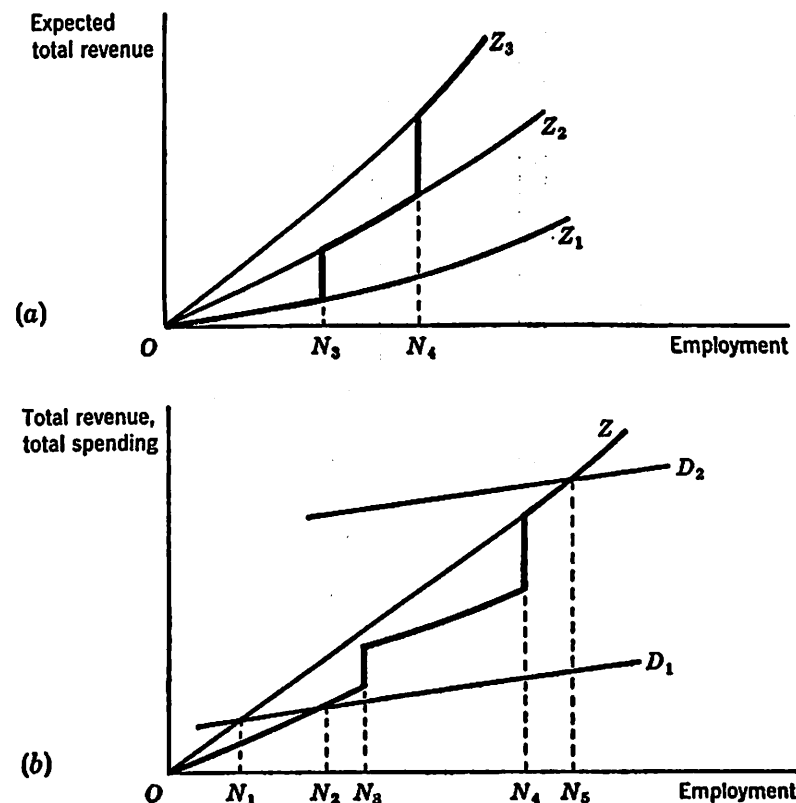 Expected
total revenue
Z₃
Z₂
Z₁
(a)
O
N₃
N₄
Employment
Total revenue,
total spending
Z
D₂
D₁
(b)
O
N₁
N₂
N₃
N₄
N₅
Employment